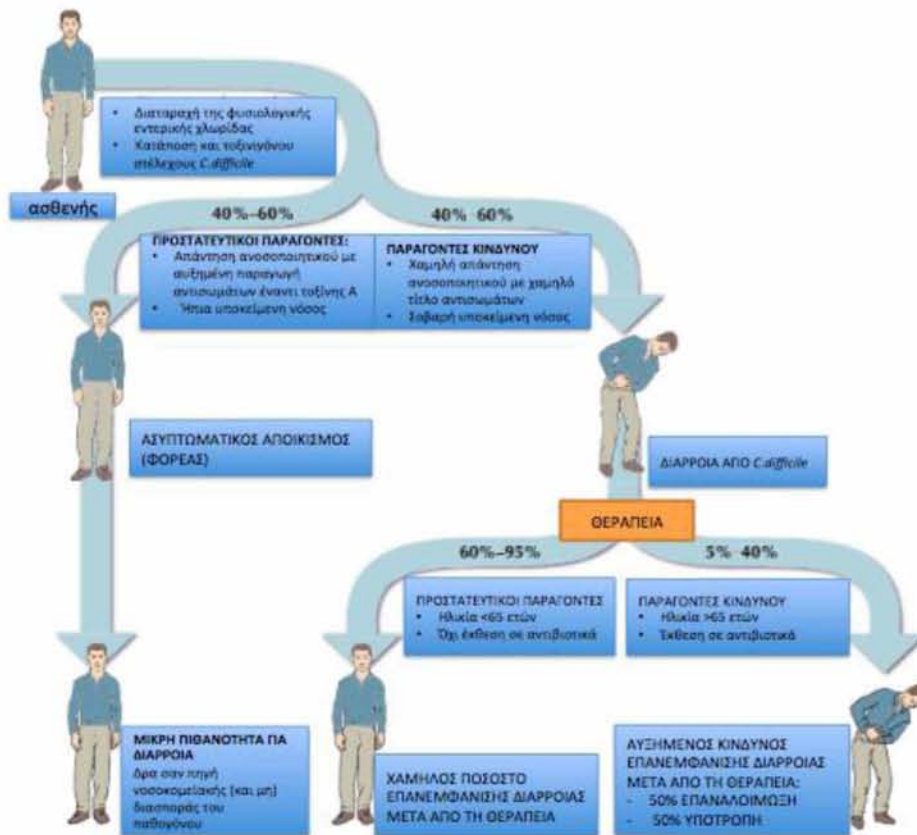 • Διαταραχή της φυσιολογικής
εντερικής χλωρίδας
• Κατάποση και τοξινιγόνου
στέλεχους C.difficile
ασθενής
40%–60%
40% 60%
ΠΡΟΣΤΑΤΕΥΤΙΚΟΙ ΠΑΡΑΓΟΝΤΕΣ:
• Απάντηση ανοσοποιητικού με
αυξημένη παραγωγή
αντισωμάτων έναντι τοξίνης Α
• Ήπια υποκείμενη νόσος
ΠΑΡΑΓΟΝΤΕΣ ΚΙΝΔΥΝΟΥ
• Χαμηλή απάντηση
ανοσοποιητικού με χαμηλό
τίτλο αντισωμάτων
• Σοβαρή υποκείμενη νόσος
ΑΣΥΠΤΩΜΑΤΙΚΟΣ ΑΠΟΙΚΙΣΜΟΣ
(ΦΟΡΕΑΣ)
ΔΙΑΡΡΟΙΑ ΑΠΟ C.difficile
ΘΕΡΑΠΕΙΑ
60%–95%
5% 40%
ΠΡΟΣΤΑΤΕΥΤΙΚΟΙ ΠΑΡΑΓΟΝΤΕΣ
• Ηλικία <65 ετών
• Όχι έκθεση σε αντιβιοτικά
ΠΑΡΑΓΟΝΤΕΣ ΚΙΝΔΥΝΟΥ
• Ηλικία >65 ετών
• Έκθεση σε αντιβιοτικά
ΜΙΚΡΗ ΠΙΘΑΝΟΤΗΤΑ ΓΙΑ
ΔΙΑΡΡΟΙΑ
Δρα σαν πηγή
νοσοκομειακής (και μη)
διασποράς του
παθογόνου
ΧΑΜΗΛΟΣ ΠΟΣΟΣΤΟ
ΕΠΑΝΕΜΦΑΝΙΣΗΣ ΔΙΑΡΡΟΙΑΣ
ΜΕΤΑ ΑΠΟ ΤΗ ΘΕΡΑΠΕΙΑ
ΑΥΞΗΜΕΝΟΣ ΚΙΝΔΥΝΟΣ
ΕΠΑΝΕΜΦΑΝΙΣΗΣ ΔΙΑΡΡΟΙΑΣ
ΜΕΤΑ ΑΠΟ ΤΗ ΘΕΡΑΠΕΙΑ:
- 50% ΕΠΑΝΑΛΟΙΜΩΞΗ
- 50% ΥΠΟΤΡΟΠΗ